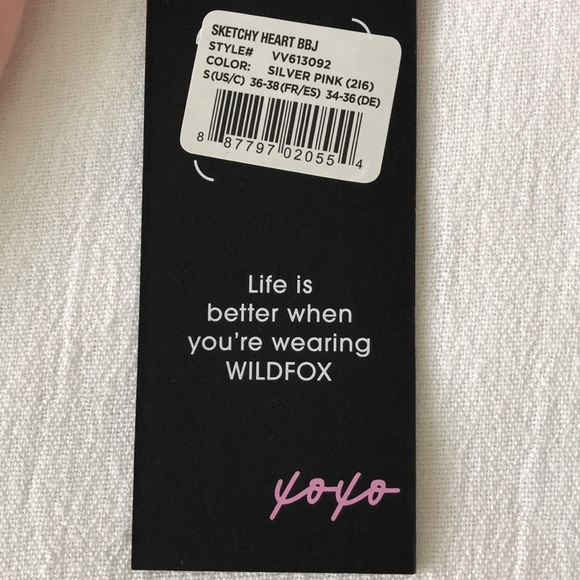 SKETCHY HEART BBJ
STYLE# VV613092
COLOR: SILVER PINK (2I6)
S(US/C) 36-38(FR/ES) 34-36(DE)
8 87797 02055 4
Life is
better when
you're wearing
WILDFOX
xoxo